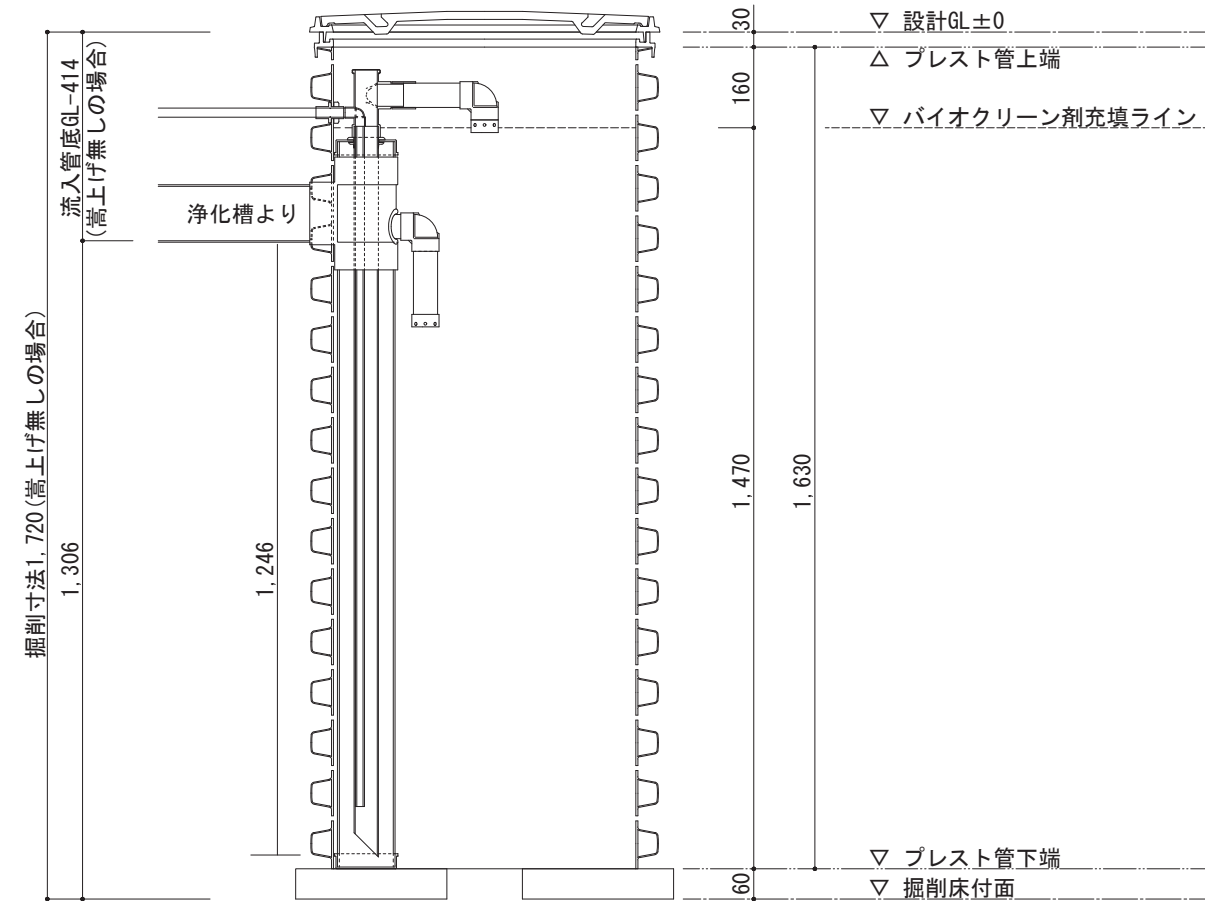 30
▽ 設計GL±0
△ プレスト管上端
160
▽ バイオクリーン剤充填ライン
流入管底GL-414
(嵩上げ無しの場合)
浄化槽より
掘削寸法1,720(嵩上げ無しの場合)
1,306
1,246
1,470
1,630
▽ プレスト管下端
60
▽ 掘削床付面